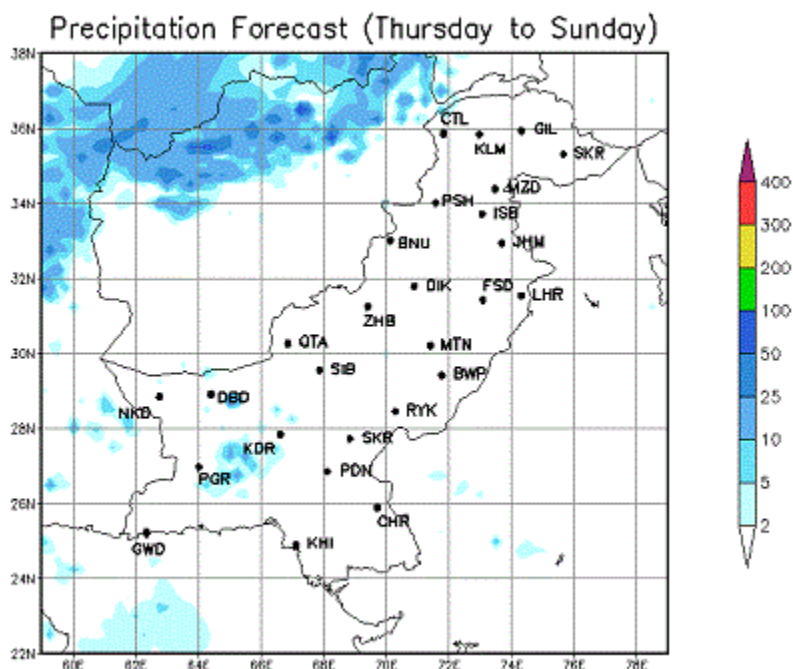 Precipitation Forecast (Thursday to Sunday)
38N
36N
34N
32N
30N
28N
26N
24N
22N
60E
62E
64E
66E
68E
70E
72E
74E
76E
78E
CTL
KLM
GIL
SKR
MZD
PSH
ISB
BNU
JHM
DIK
FSD
LHR
ZHB
QTA
MTN
SIB
BWP
NKD
DBD
RYK
KDR
SKR
PGR
PDN
CHR
GWD
KHI
400
300
200
100
50
25
10
5
2